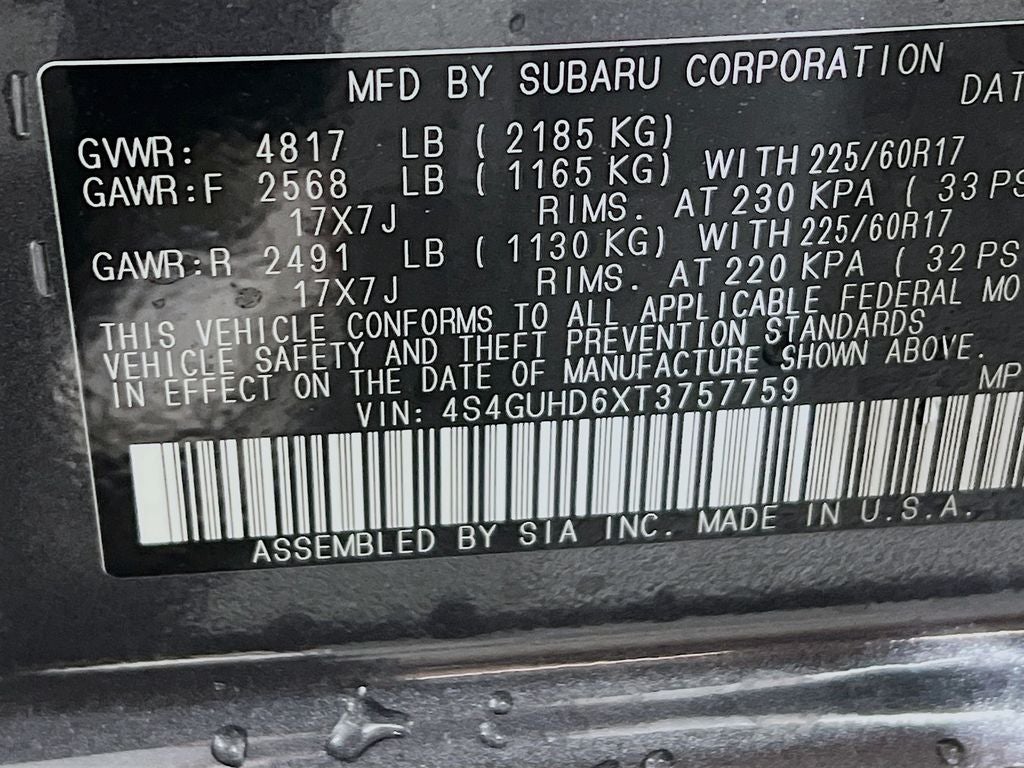 MFD BY SUBARU CORPORATION DAT
GVWR: 4817 LB ( 2185 KG)
GAWR:F 2568 LB ( 1165 KG) WITH 225/60R17
17X7J RIMS. AT 230 KPA ( 33 PS
GAWR:R 2491 LB ( 1130 KG) WITH 225/60R17
17X7J RIMS. AT 220 KPA ( 32 PS
THIS VEHICLE CONFORMS TO ALL APPLICABLE FEDERAL MO
VEHICLE SAFETY AND THEFT PREVENTION STANDARDS
IN EFFECT ON THE DATE OF MANUFACTURE SHOWN ABOVE.
VIN: 4S4GUHD6XT3757759 MP
ASSEMBLED BY SIA INC. MADE IN U.S.A.